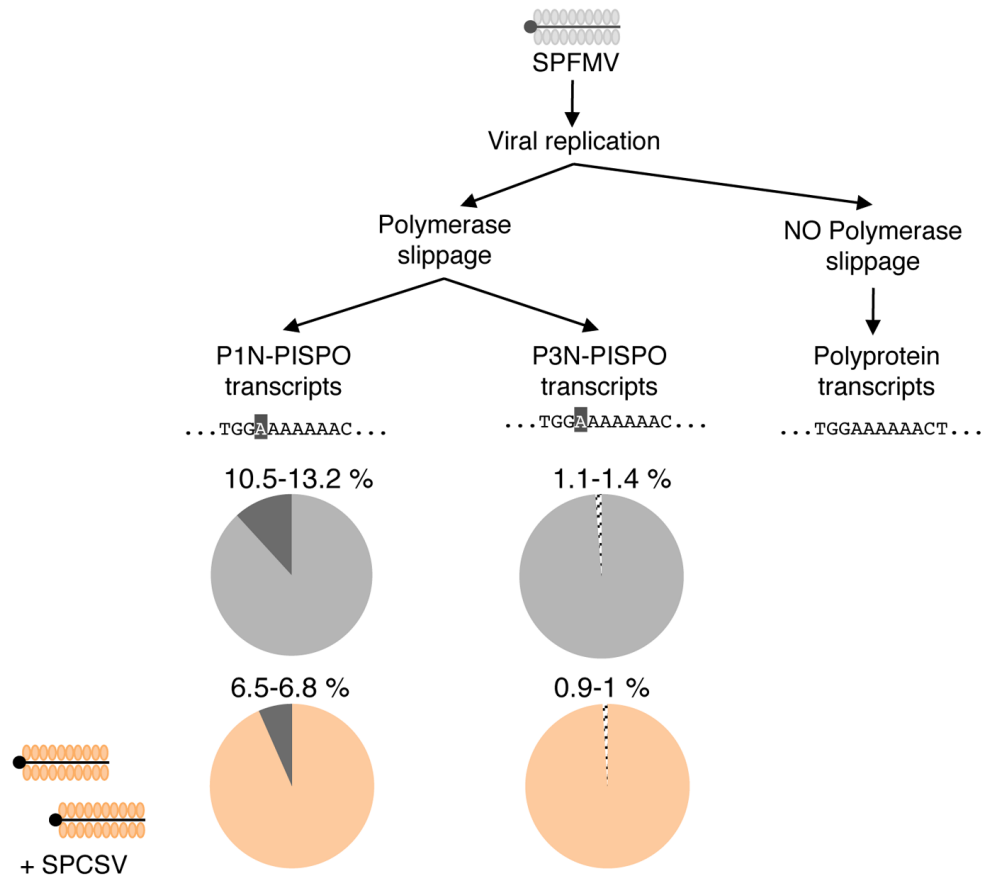 SPFMV
Viral replication
Polymerase
slippage
NO Polymerase
slippage
P1N-PISPO
transcripts
P3N-PISPO
transcripts
Polyprotein
transcripts
...TGGAAAAAAAC...
...TGGAAAAAAAC...
...TGGAAAAAACT...
10.5-13.2 %
1.1-1.4 %
6.5-6.8 %
0.9-1 %
+ SPCSV